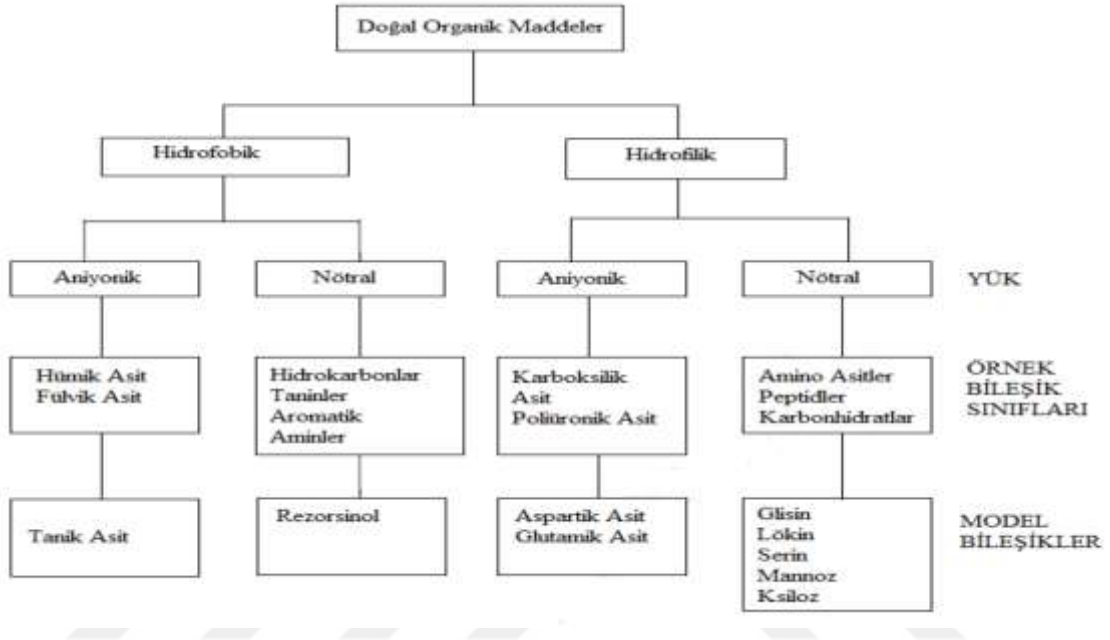 Doğal Organik Maddeler
Hidrofobik
Hidrofilik
Aniyonik
Nötral
Aniyonik
Nötral
YÜK
Hümik Asit
Fülvik Asit
Hidrokarbonlar
Taninler
Aromatik
Aminler
Karboksilik
Asit
Poliüronik Asit
Amino Asitler
Peptidler
Karbonhidratlar
ÖRNEK
BİLEŞİK
SINIFLARI
Tanik Asit
Rezorsinol
Aspartik Asit
Glutamik Asit
Glisin
Lökin
Serin
Mannoz
Ksiloz
MODEL
BİLEŞİKLER